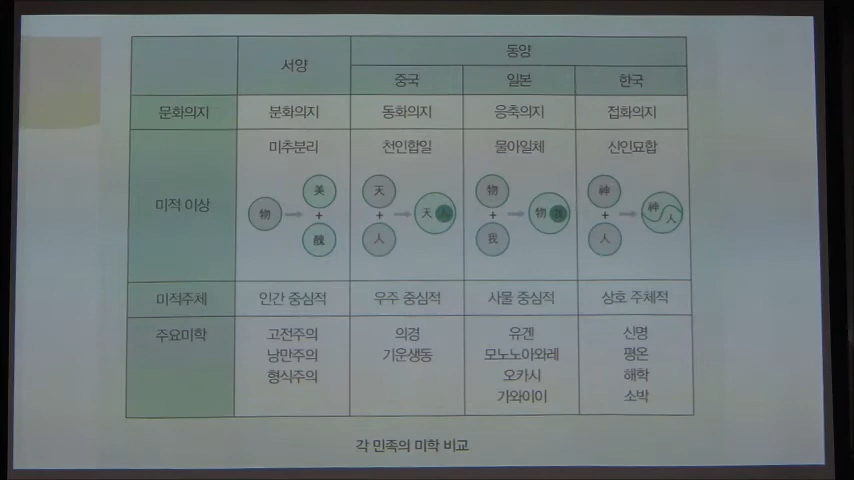 서양
동양
중국
일본
한국
문화의지
분화의지
동화의지
응축의지
접화의지
미적 이상
미추분리
천인합일
물아일체
신인묘합
物
美
+
醜
天
+
人
天
人
物
+
我
物
神
+
人
神
人
미적주체
인간 중심적
우주 중심적
사물 중심적
상호 주체적
주요미학
고전주의
낭만주의
형식주의
의경
기운생동
유겐
모노노아와레
오카시
가와이이
신명
평온
해학
소박
각 민족의 미학 비교